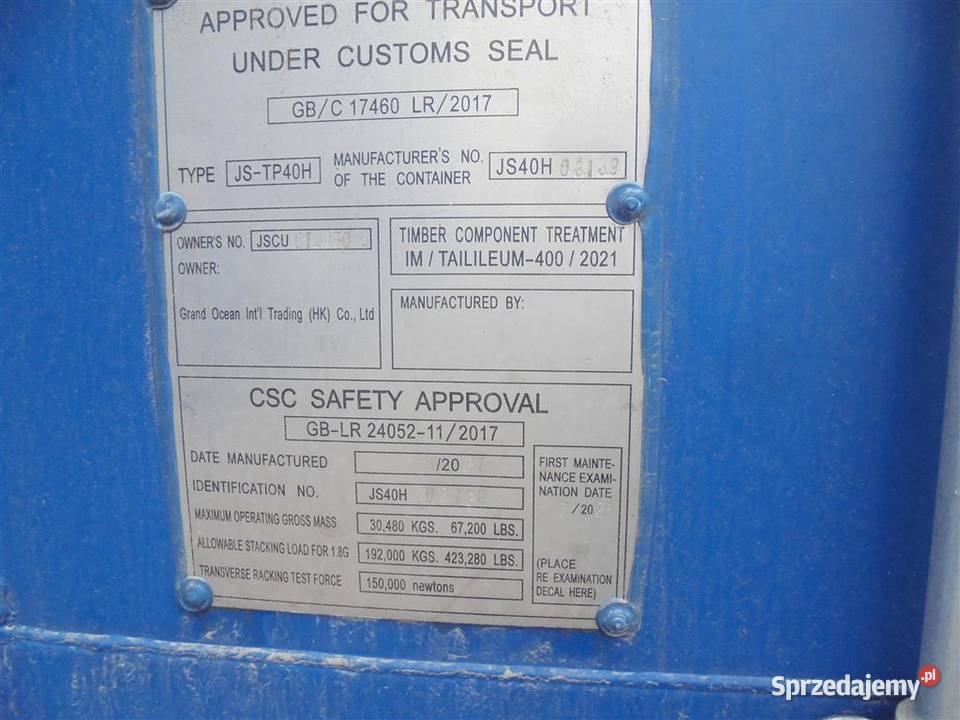 APPROVED FOR TRANSPORT
UNDER CUSTOMS SEAL
GB/C 17460 LR/2017
TYPE JS-TP40H
MANUFACTURER'S NO.
OF THE CONTAINER
JS40H
OWNER'S NO. JSCU
OWNER:
Grand Ocean Int'l Trading (HK) Co., Ltd
TIMBER COMPONENT TREATMENT
IM / TAILILEUM-400 / 2021
MANUFACTURED BY:
CSC SAFETY APPROVAL
GB-LR 24052-11/2017
DATE MANUFACTURED /20
IDENTIFICATION NO. JS40H
MAXIMUM OPERATING GROSS MASS 30,480 KGS. 67,200 LBS.
ALLOWABLE STACKING LOAD FOR 1.8G 192,000 KGS. 423,280 LBS.
TRANSVERSE RACKING TEST FORCE 150,000 newtons
FIRST MAINTE-
NANCE EXAMI-
NATION DATE
/20
(PLACE
RE EXAMINATION
DECAL HERE)
Sprzedajemy.pl